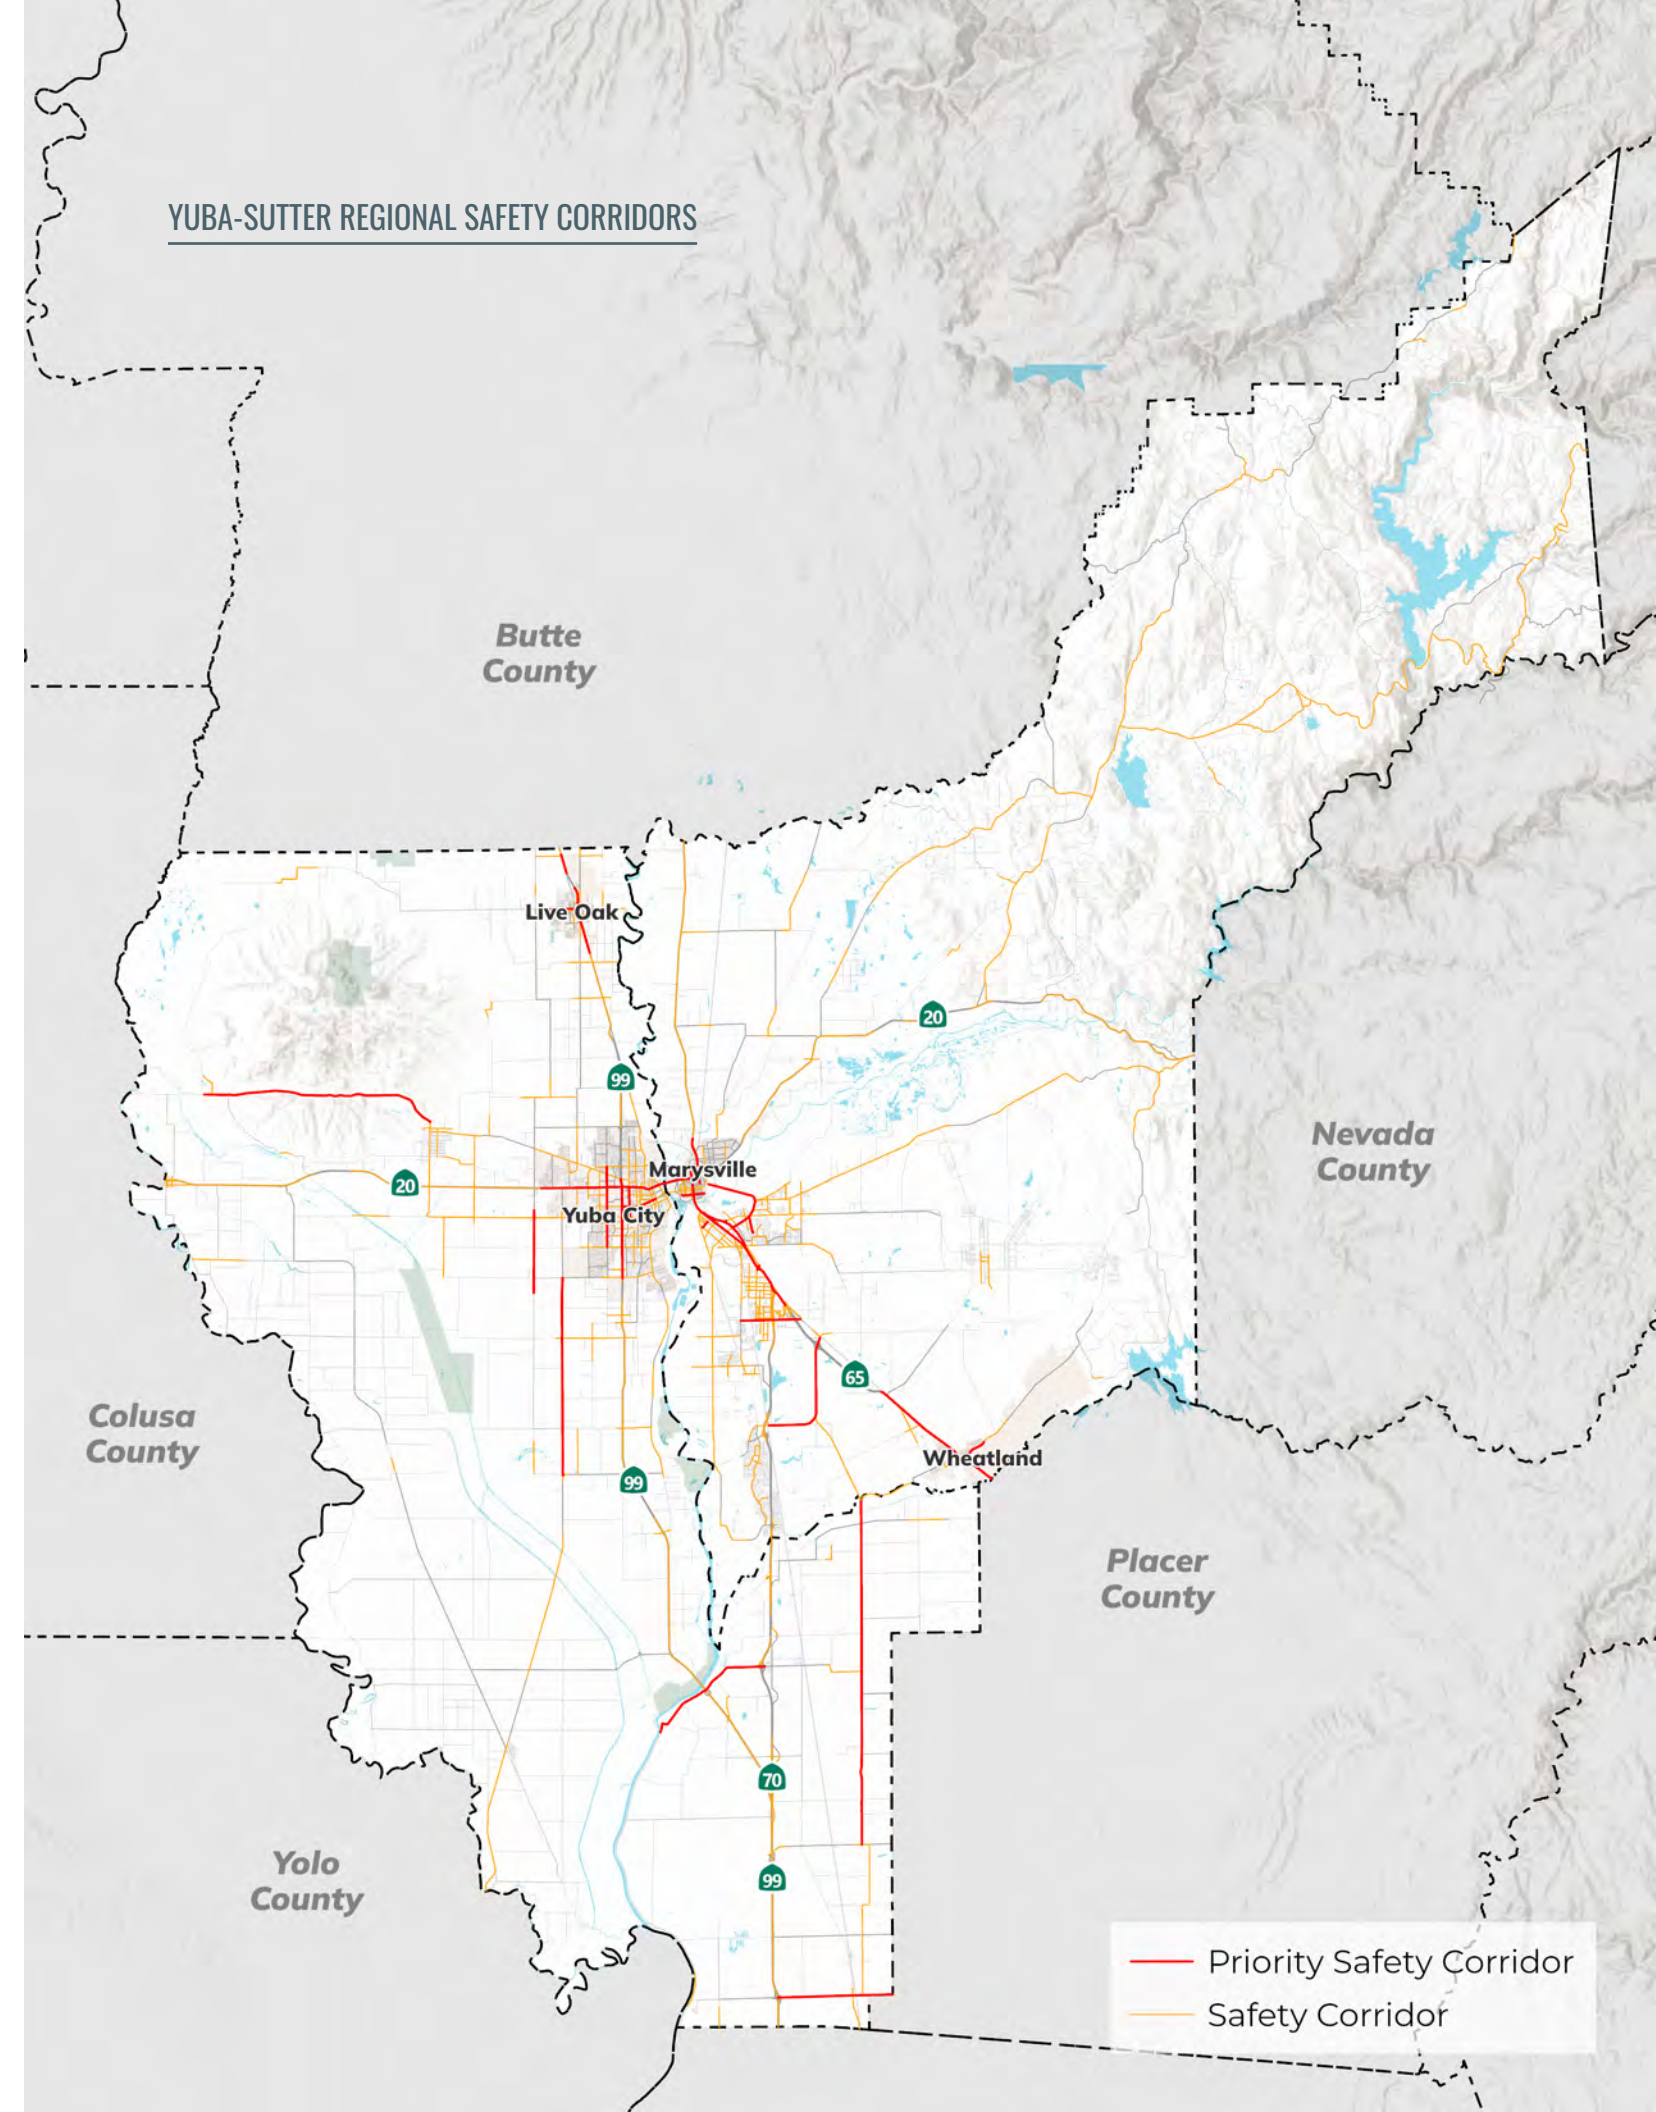 YUBA-SUTTER REGIONAL SAFETY CORRIDORS
Butte
County
Live Oak
20
99
Nevada
County
Marysville
20
Yuba City
65
Colusa
County
Wheatland
99
Placer
County
70
Yolo
County
99
Priority Safety Corridor
Safety Corridor